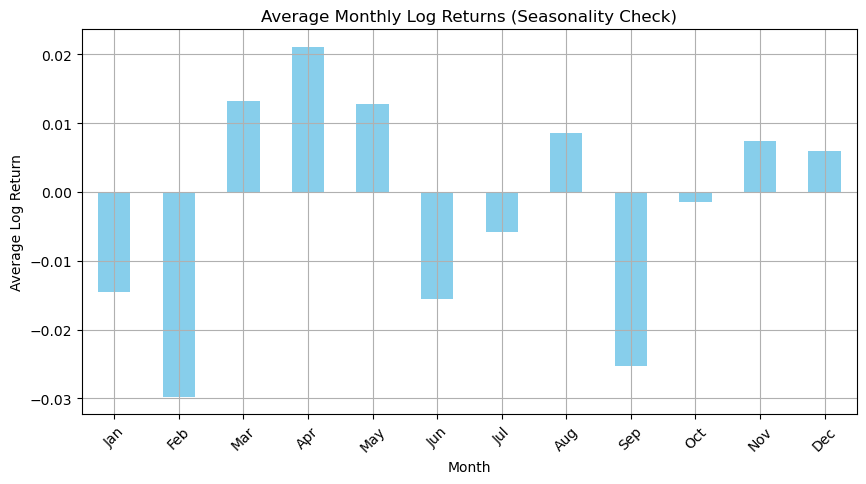 Average Monthly Log Returns (Seasonality Check)
Average Log Return
0.02
0.01
0.00
−0.01
−0.02
−0.03
Jan
Feb
Mar
Apr
May
Jun
Jul
Aug
Sep
Oct
Nov
Dec
Month